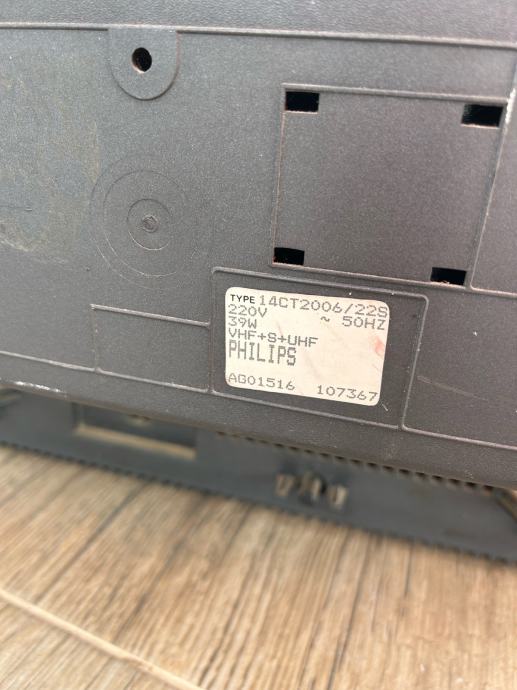 TYPE 14CT2006/22S
220V ~ 50HZ
39W
VHF+S+UHF
PHILIPS
AG01516 107367